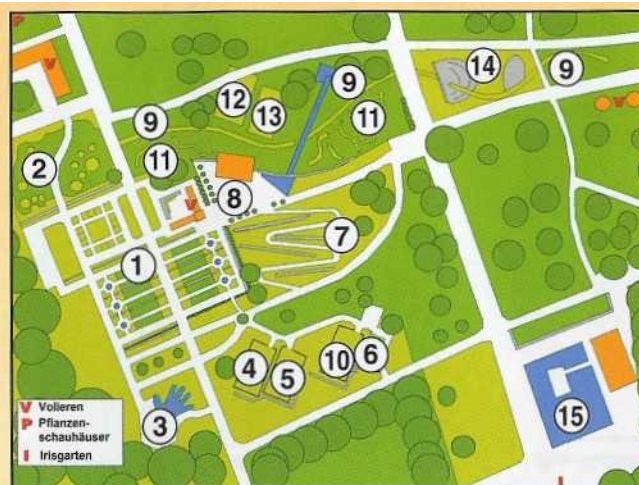 P
V
14
9
9
12
13
9
V
11
2
11
8
V
7
1
4
5
10
6
3
15
V Volieren
P Pflanzen-
schauhäuser
I Irisgarten
I